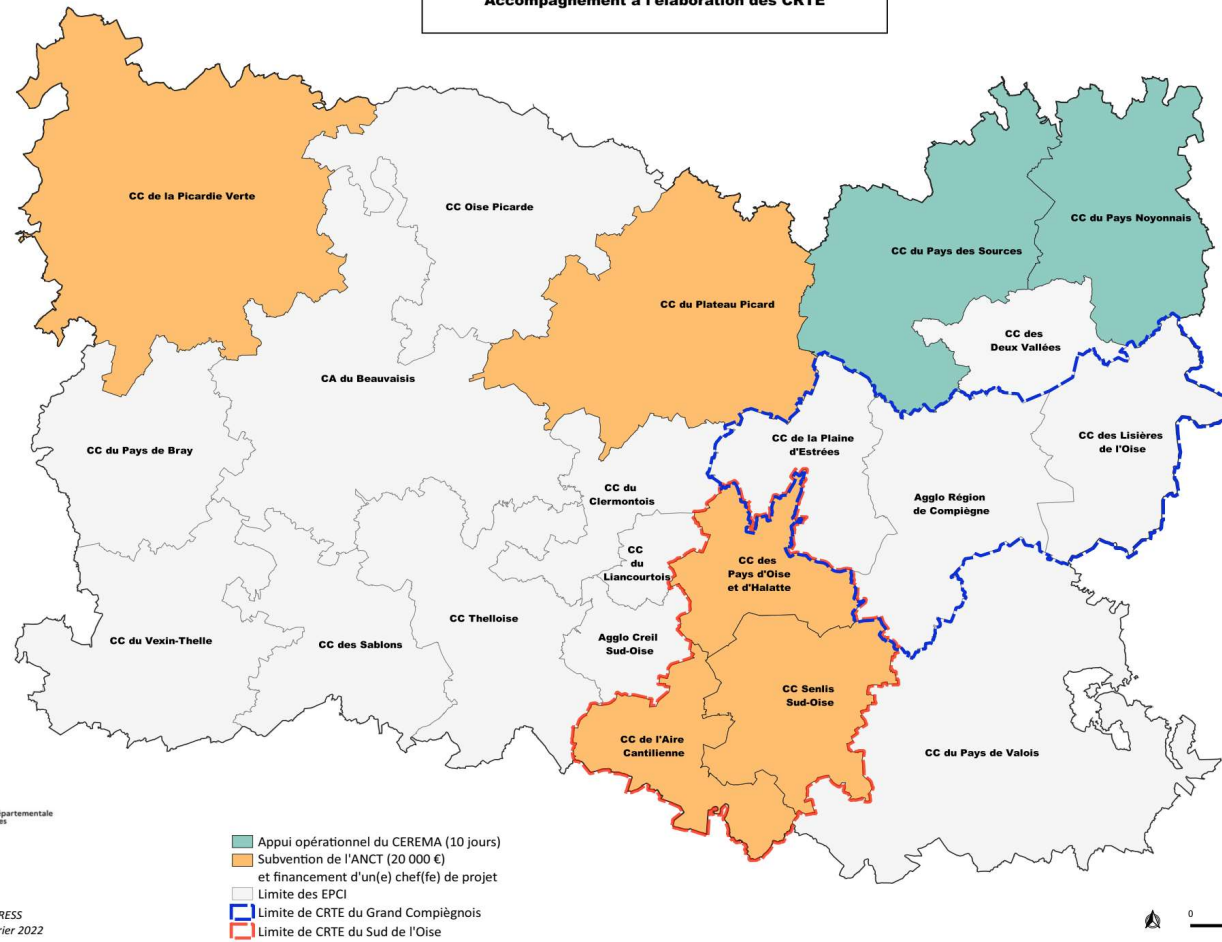 Accompagnement à l'élaboration des CRTE
CC de la Picardie Verte
CC Oise Picarde
CC du Pays Noyonnais
CC du Pays des Sources
CC du Plateau Picard
CC des
Deux Vallées
CA du Beauvaisis
CC du Pays de Bray
CC de la Plaine
d'Estrées
CC des Lisières
de l'Oise
CC du
Clermontois
Agglo Région
de Compiègne
CC
du
Liancourtois
CC des
Pays d'Oise
et d'Halatte
CC Thelloise
CC du Vexin-Thelle
CC des Sablons
Agglo Creil
Sud-Oise
CC Senlis
Sud-Oise
CC de l'Aire
Cantilienne
CC du Pays de Valois
Appui opérationnel du CEREMA (10 jours)
Subvention de l'ANCT (20 000 €)
et financement d'un(e) chef(fe) de projet
Limite des EPCI
Limite de CRTE du Grand Compiègnois
Limite de CRTE du Sud de l'Oise
2022
0